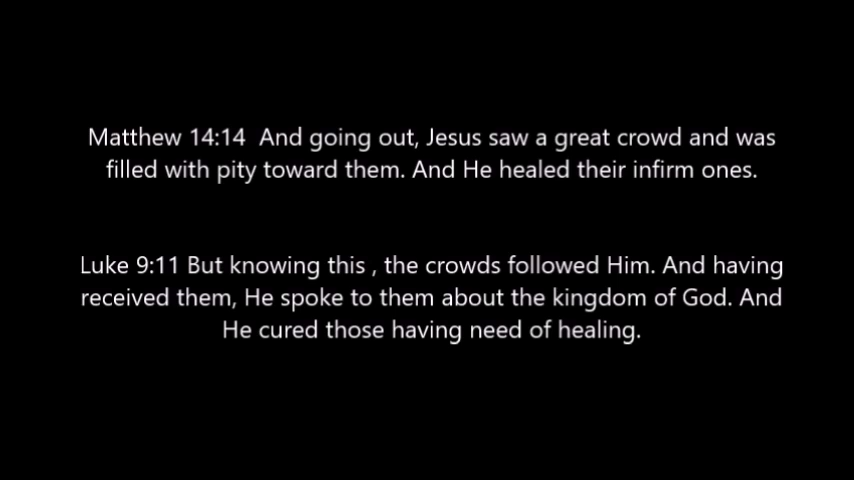 Matthew 14:14  And going out, Jesus saw a great crowd and was
filled with pity toward them. And He healed their infirm ones.
Luke 9:11 But knowing this , the crowds followed Him. And having
received them, He spoke to them about the kingdom of God. And
He cured those having need of healing.